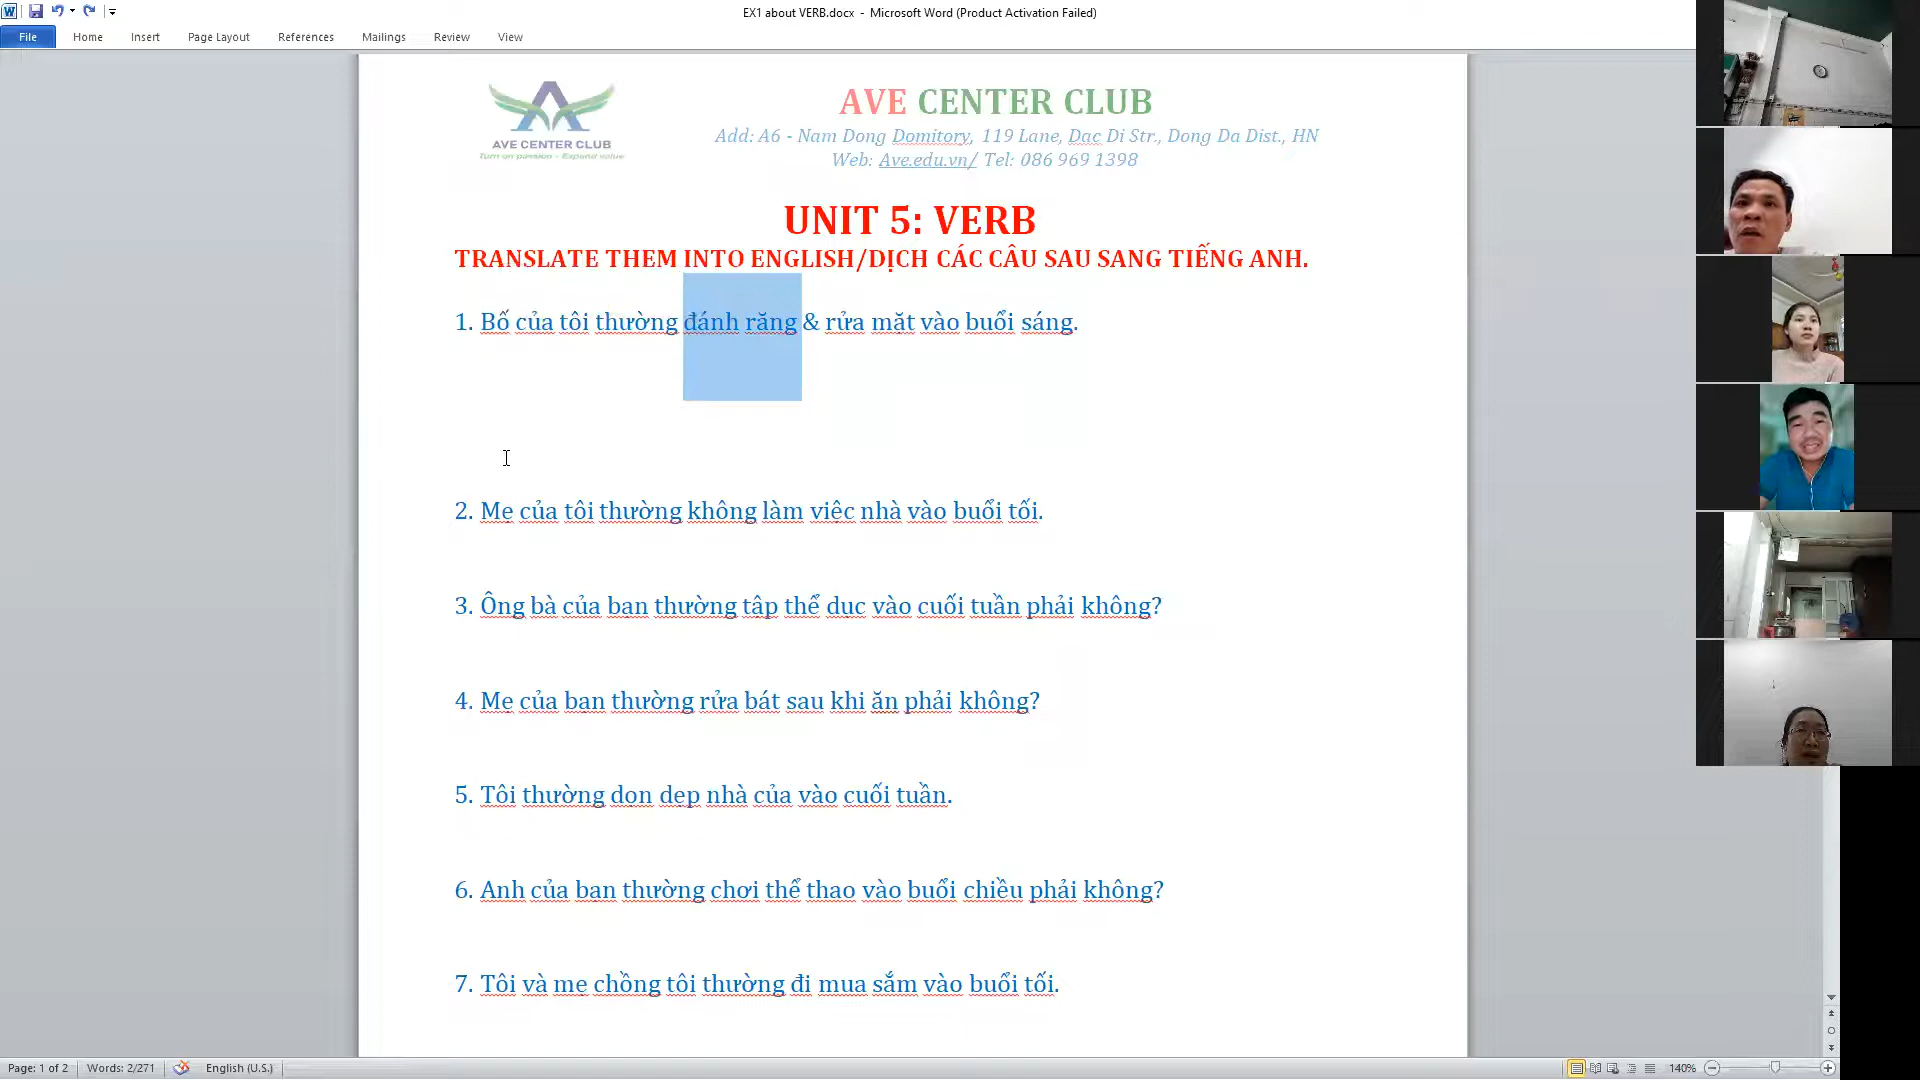 EX1 about VERB.docx - Microsoft Word (Product Activation Failed)
File Home Insert Page Layout References Mailings Review View
AVE CENTER CLUB
Turn on passion - Expand value
AVE CENTER CLUB
Add: A6 - Nam Dong Domitory, 119 Lane, Dac Di Str., Dong Da Dist., HN
Web: Ave.edu.vn/ Tel: 086 969 1398
UNIT 5: VERB
TRANSLATE THEM INTO ENGLISH/DỊCH CÁC CÂU SAU SANG TIẾNG ANH.
1. Bố của tôi thường đánh răng & rửa mặt vào buổi sáng.
2. Mẹ của tôi thường không làm việc nhà vào buổi tối.
3. Ông bà của bạn thường tập thể dục vào cuối tuần phải không?
4. Mẹ của bạn thường rửa bát sau khi ăn phải không?
5. Tôi thường dọn dẹp nhà của vào cuối tuần.
6. Anh của bạn thường chơi thể thao vào buổi chiều phải không?
7. Tôi và mẹ chồng tôi thường đi mua sắm vào buổi tối.
Page: 1 of 2 Words: 2/271 English (U.S.) 140%